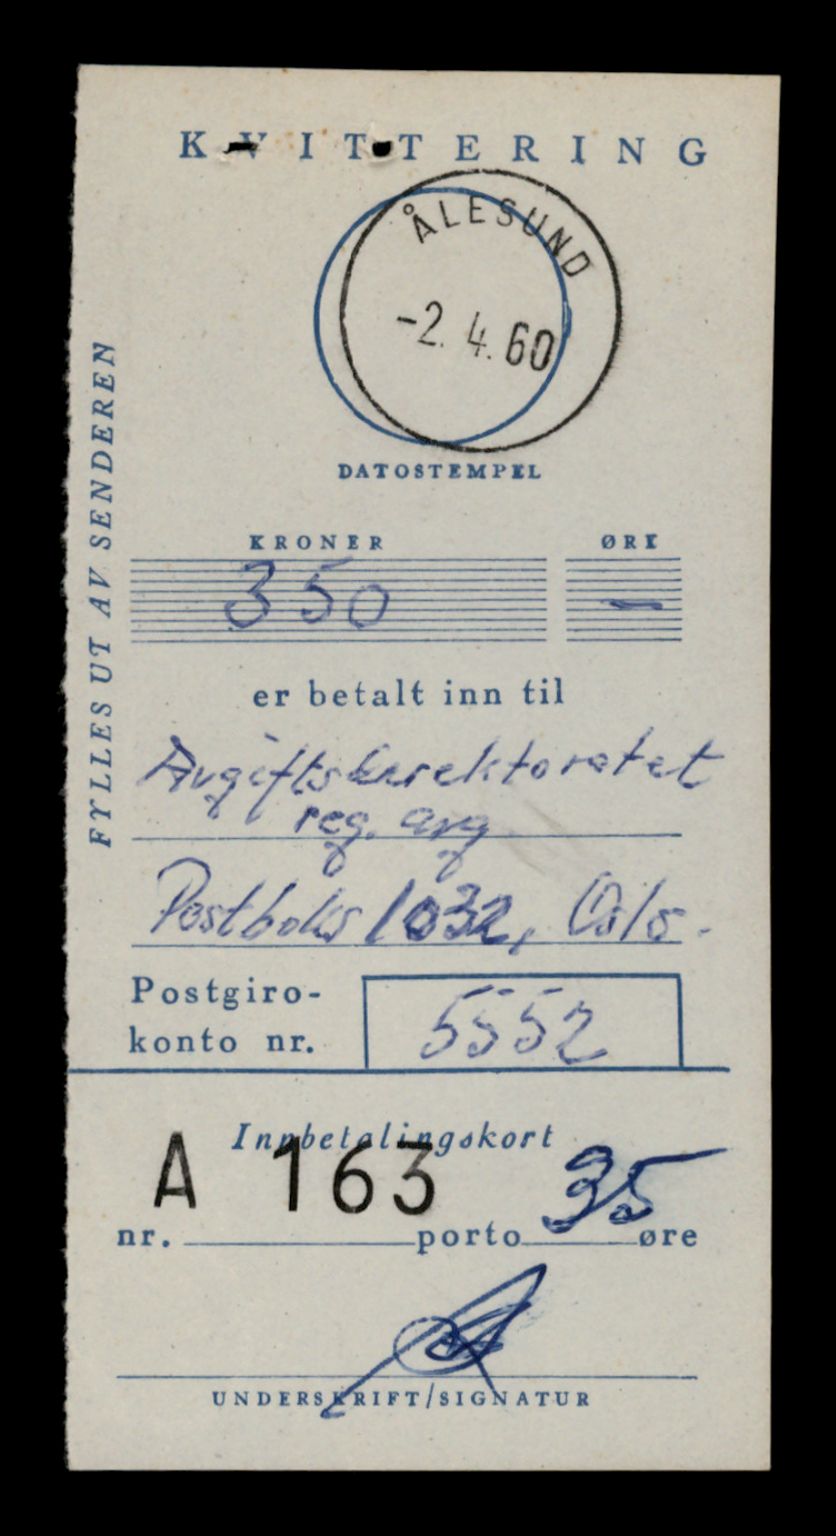 KVITTERING
ÅLESUND
-2. 4. 60
DATOSTEMPEL
FYLLES UT AV SENDEREN
KRONER ØRE
350 —
er betalt inn til
Avgiftsdirektoratet
reg. avg
Postboks 1032, Oslo.
Postgiro-
konto nr. 5552
Innbetalingskort
A 163 35
nr. porto øre
UNDERSKRIFT/SIGNATUR